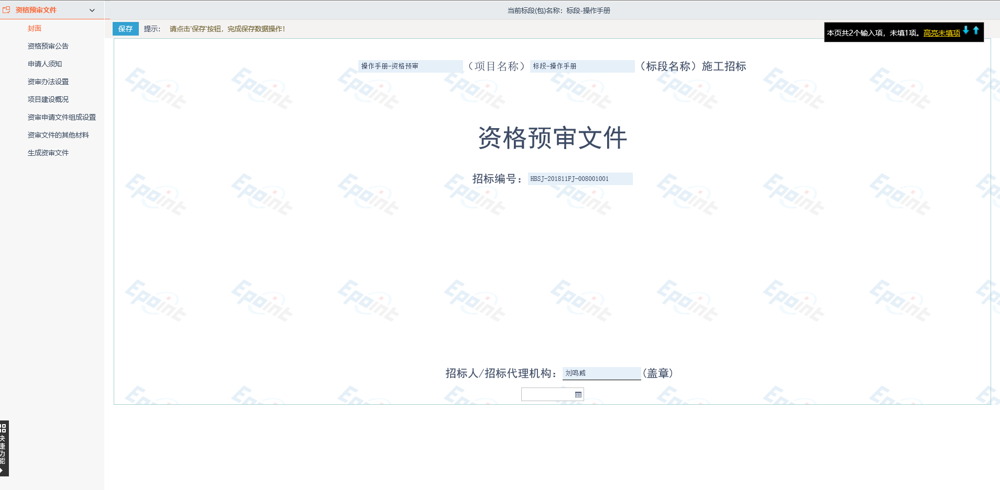 资格预审文件
当前标段(包)名称：标段-操作手册
封面
资格预审公告
申请人须知
资审办法设置
项目建设概况
资审申请文件组成设置
资审文件的其他材料
生成资审文件
保存 提示： 请点击'保存'按钮，完成保存数据操作！
本页共2个输入项，未填1项。高亮未填项
操作手册-资格预审（项目名称）标段-操作手册（标段名称）施工招标
资格预审文件
招标编号：HBSJ-201811FJ-008001001
招标人/招标代理机构：刘鸣威(盖章)
快捷功能
Epoint